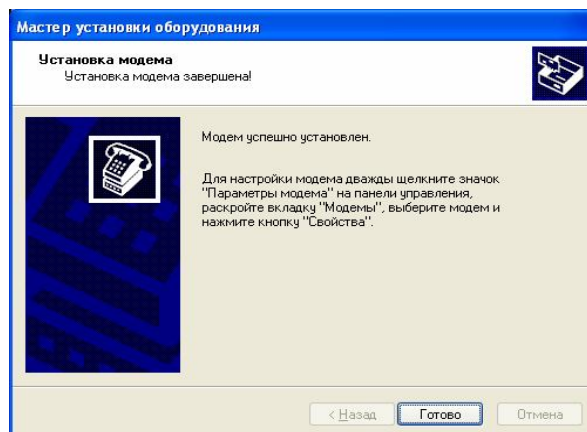 Мастер установки оборудования
Установка модема
Установка модема завершена!
Модем успешно установлен.
Для настройки модема дважды щелкните значок
"Параметры модема" на панели управления,
раскройте вкладку "Модемы", выберите модем и
нажмите кнопку "Свойства".
< Назад
Готово
Отмена